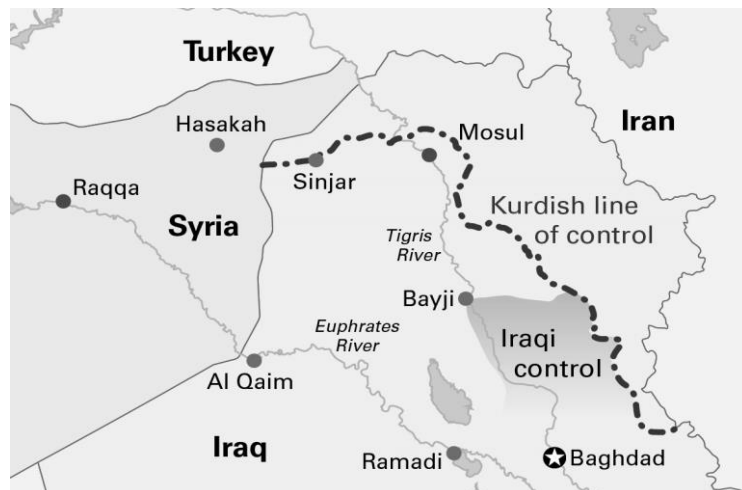 Turkey
Hasakah
Mosul
Iran
Sinjar
Raqqa
Kurdish line
of control
Syria
Tigris
River
Bayji
Euphrates
River
Iraqi
control
Al Qaim
Iraq
Ramadi
Baghdad